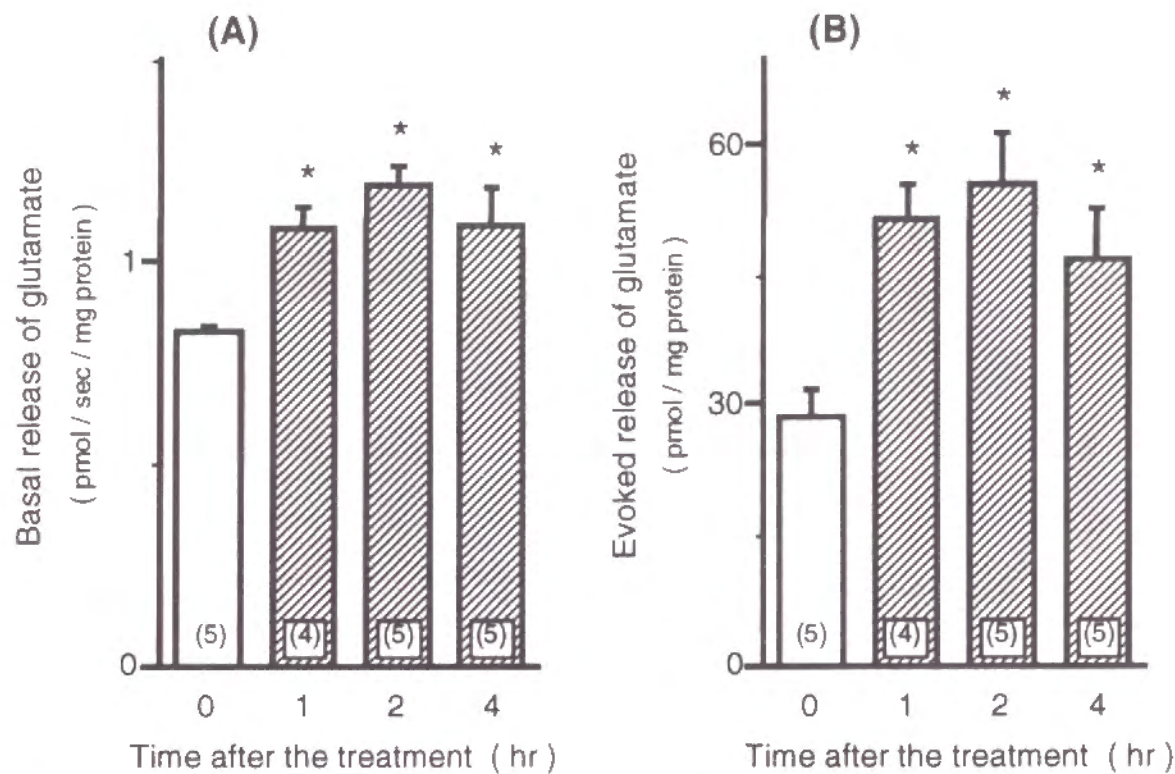 (A)
Basal release of glutamate
( pmol / sec / mg protein )
1
0
*
*
*
(5)
(4)
(5)
(5)
0 1 2 4
Time after the treatment ( hr )
(B)
Evoked release of glutamate
( pmol / mg protein )
60
30
0
*
*
*
(5)
(4)
(5)
(5)
0 1 2 4
Time after the treatment ( hr )